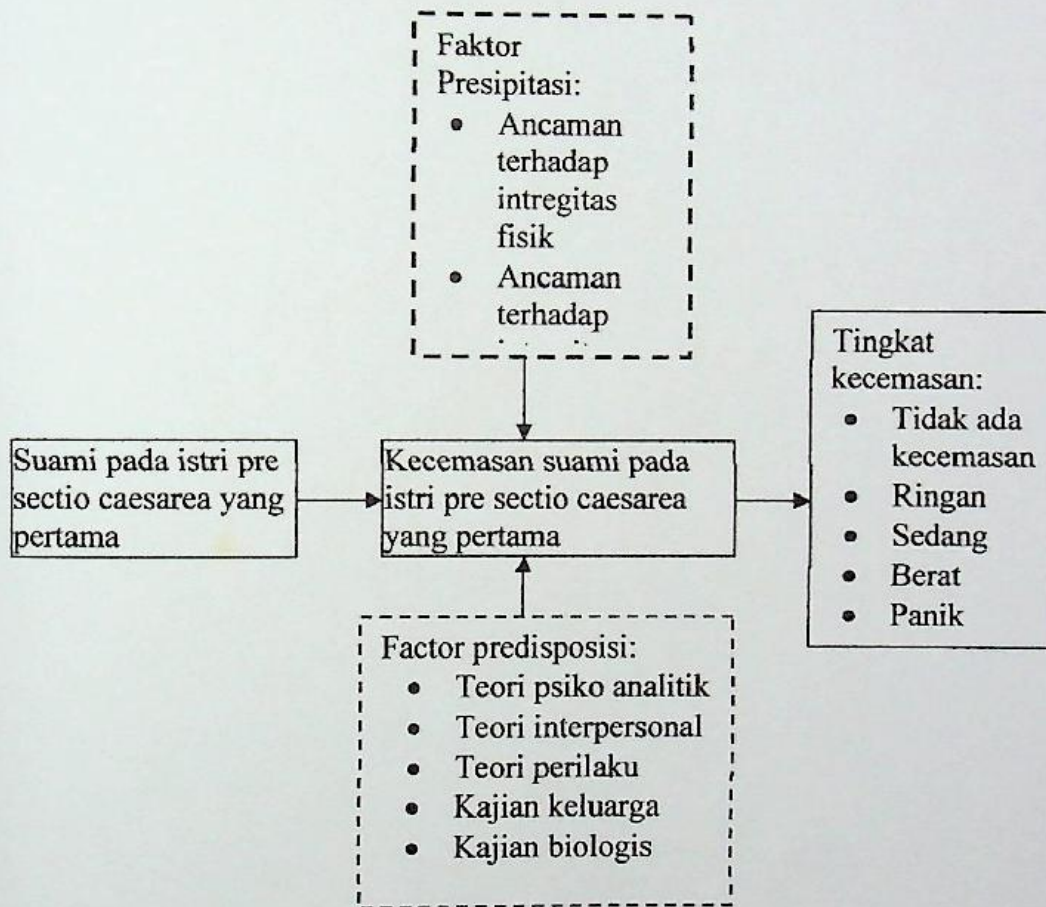 Faktor
Presipitasi:
• Ancaman
terhadap
intregitas
fisik
• Ancaman
terhadap
Suami pada istri pre
sectio caesarea yang
pertama
Kecemasan suami pada
istri pre sectio caesarea
yang pertama
Tingkat
kecemasan:
• Tidak ada
kecemasan
• Ringan
• Sedang
• Berat
• Panik
Factor predisposisi:
• Teori psiko analitik
• Teori interpersonal
• Teori perilaku
• Kajian keluarga
• Kajian biologis